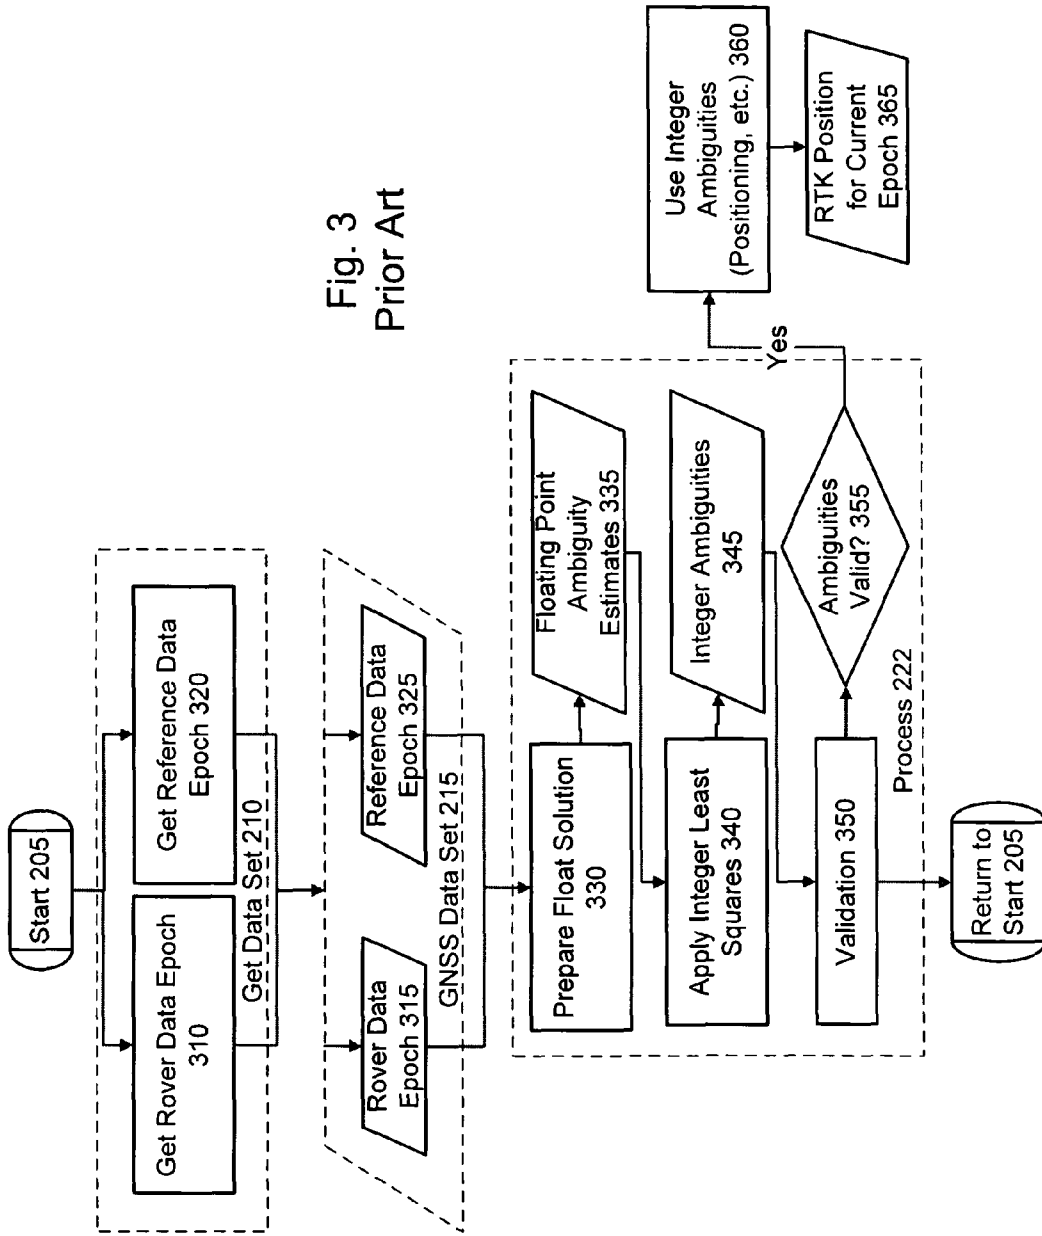 Fig. 3
Prior Art
Start 205
Get Rover Data Epoch
310
Get Reference Data
Epoch 320
Get Data Set 210
Rover Data
Epoch 315
Reference Data
Epoch 325
GNSS Data Set 215
Prepare Float Solution
330
Floating Point
Ambiguity
Estimates 335
Apply Integer Least
Squares 340
Integer Ambiguities
345
Validation 350
Ambiguities
Valid? 355
Process 222
Yes
Use Integer
Ambiguities
(Positioning, etc.) 360
RTK Position
for Current
Epoch 365
Return to
Start 205